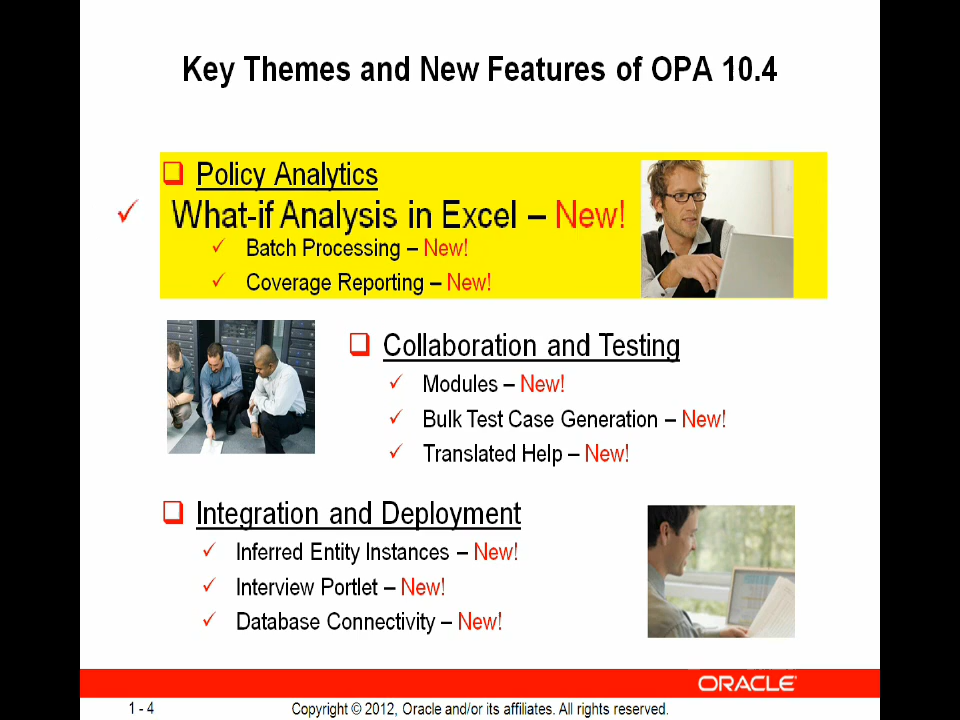 Key Themes and New Features of OPA 10.4
Policy Analytics
What-if Analysis in Excel – New!
Batch Processing – New!
Coverage Reporting – New!
Collaboration and Testing
Modules – New!
Bulk Test Case Generation – New!
Translated Help – New!
Integration and Deployment
Inferred Entity Instances – New!
Interview Portlet – New!
Database Connectivity – New!
ORACLE
1 - 4
Copyright © 2012, Oracle and/or its affiliates. All rights reserved.